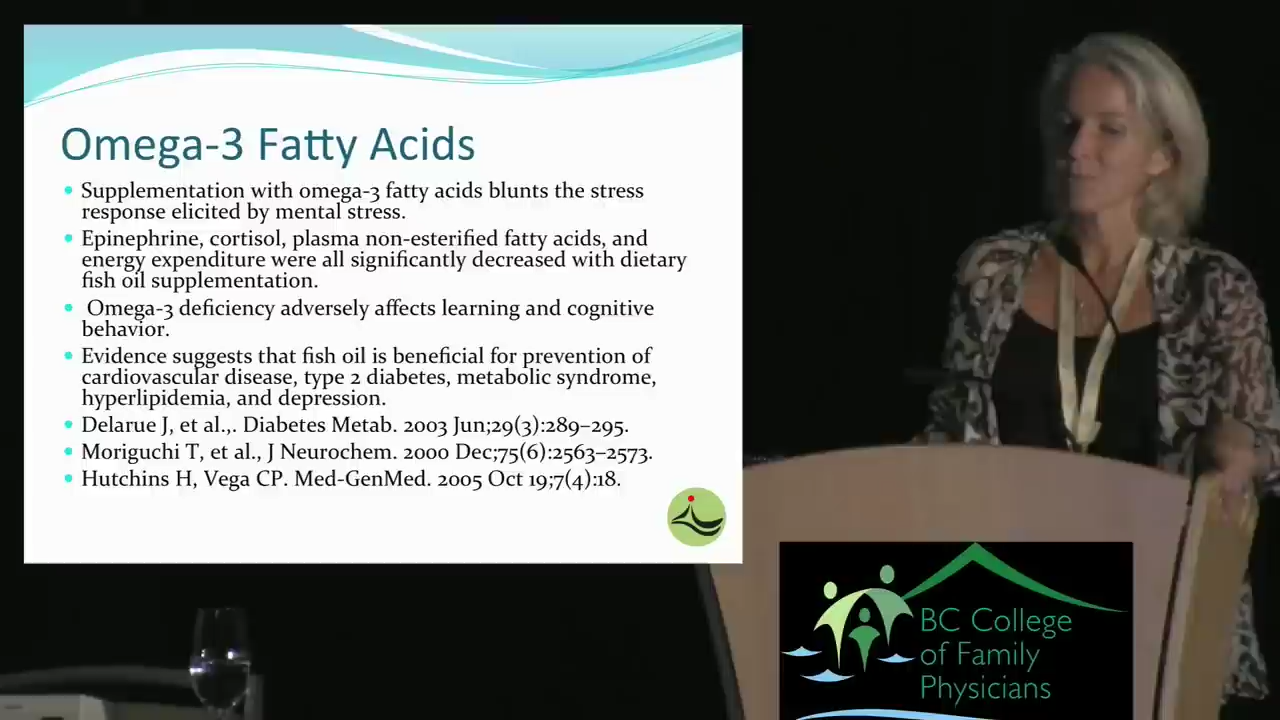 Omega-3 Fatty Acids
Supplementation with omega-3 fatty acids blunts the stress
response elicited by mental stress.
Epinephrine, cortisol, plasma non-esterified fatty acids, and
energy expenditure were all significantly decreased with dietary
fish oil supplementation.
Omega-3 deficiency adversely affects learning and cognitive
behavior.
Evidence suggests that fish oil is beneficial for prevention of
cardiovascular disease, type 2 diabetes, metabolic syndrome,
hyperlipidemia, and depression.
Delarue J, et al.,. Diabetes Metab. 2003 Jun;29(3):289–295.
Moriguchi T, et al., J Neurochem. 2000 Dec;75(6):2563–2573.
Hutchins H, Vega CP. Med-GenMed. 2005 Oct 19;7(4):18.
BC College
of Family
Physicians